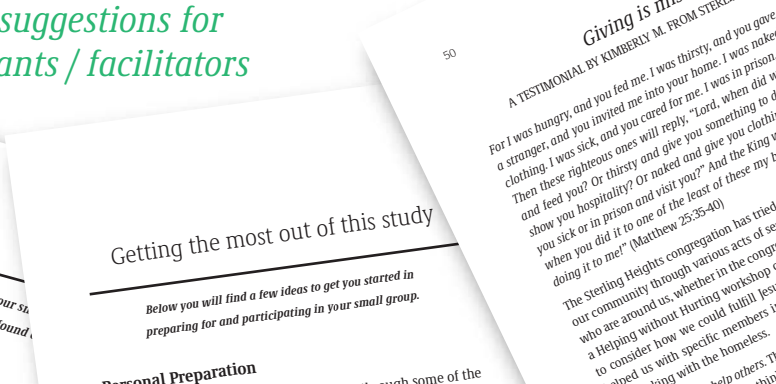 suggestions for
ants / facilitators
50
Giving is
A TESTIMONIAL BY KIMBERLY M. FROM
For I was hungry, and you fed me. I was thirsty, and you gave
a stranger, and you invited me into your home. I was
clothing. I was sick, and you cared for me. I was in prison,
Then these righteous ones will reply, “Lord, when did
and feed you? Or thirsty and give you something to
show you hospitality? Or naked and give you
you sick or in prison and visit you?” And the King
when you did it to one of the least of these my
doing it to me!” (Matthew 25:35-40)
The Sterling Heights congregation has tried
our community through various acts of
who are around us, whether in the
a Helping without Hurting workshop
to consider how we could fulfill
us with specific members
with the homeless.
help others.
Getting the most out of this study
Below you will find a few ideas to get you started in
preparing for and participating in your small group.
Personal Preparation
some of the